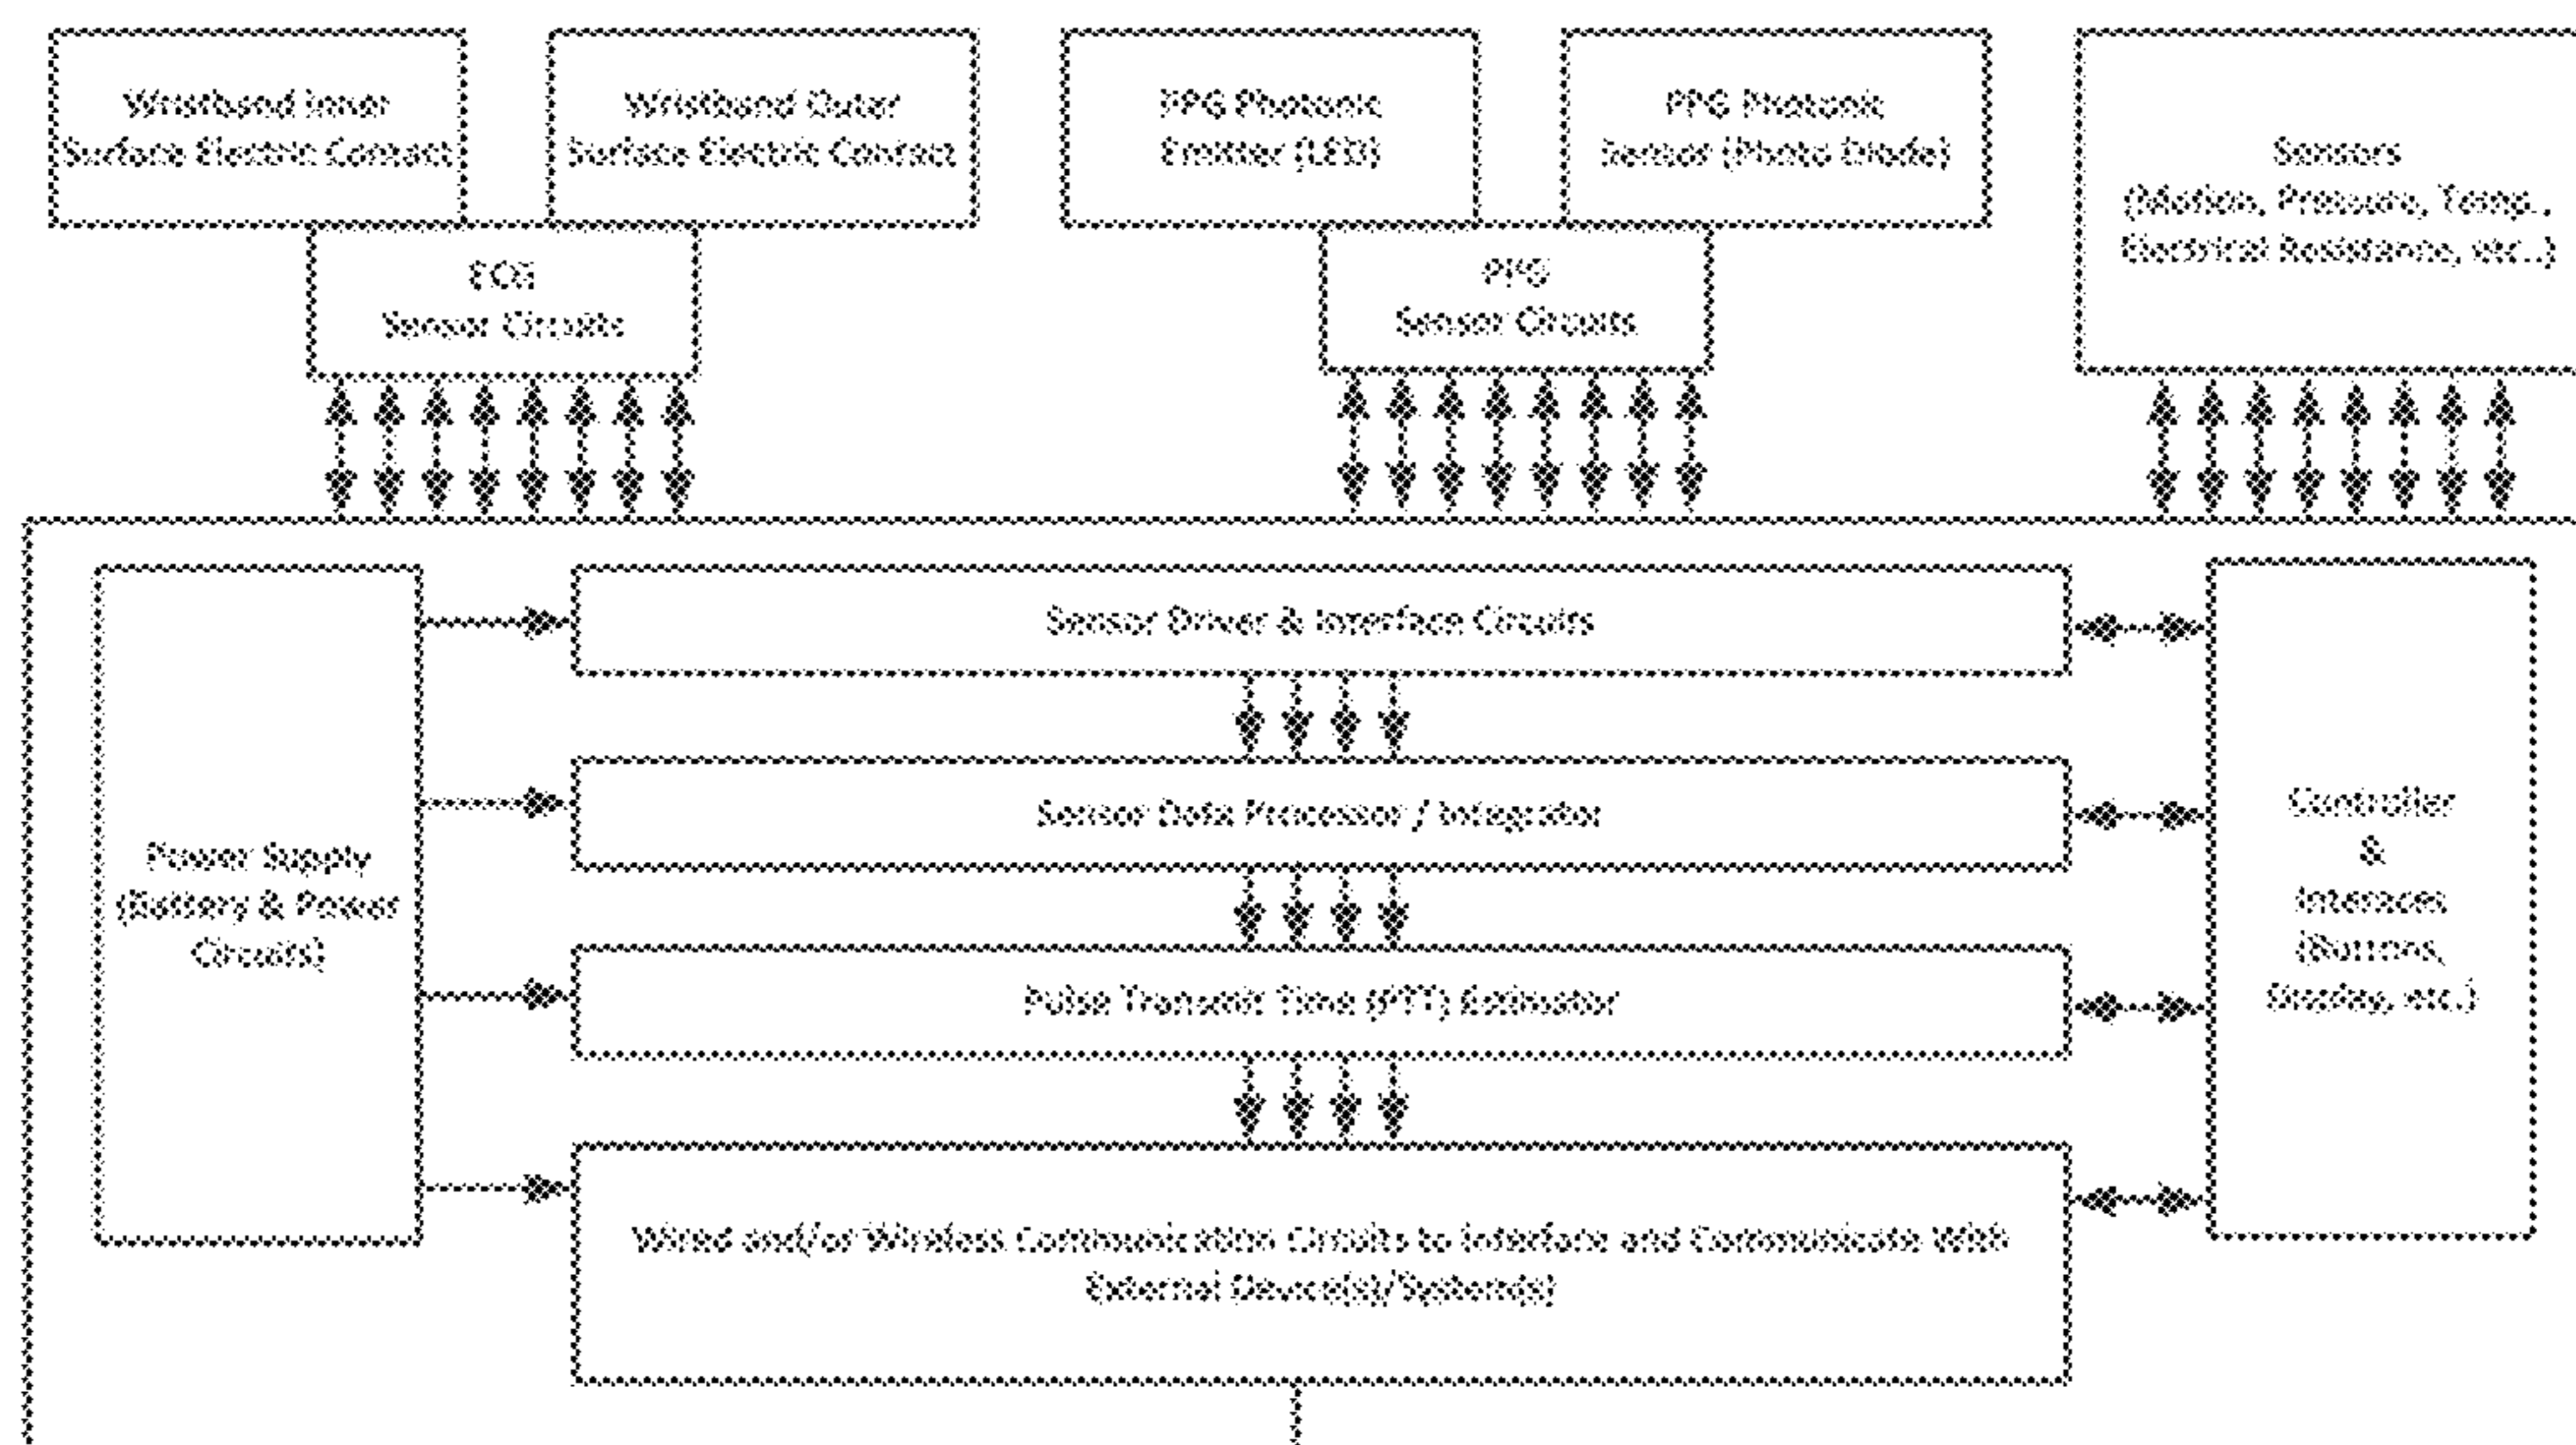 Wristband Inner
Surface Electric Contact
Wristband Outer
Surface Electric Contact
PPG Photonic
Emitter (LED)
PPG Photonic
Sensor (Photo Diode)
Sensors
(Motion, Pressure, Temp.,
Electrical Resistance, etc..)
ECG
Sensor Circuits
PPG
Sensor Circuits
Sensor Driver & Interface Circuits
Sensor Data Processor / Integrator
Power Supply
(Battery & Power
Circuits)
Controller
&
Interaces
(Buttons,
Display, etc.)
Pulse Transmit Time (PTT) Estimator
Wired and/or Wireless Communication Circuits to Interface and Communicate With
External Device(s)/System(s)